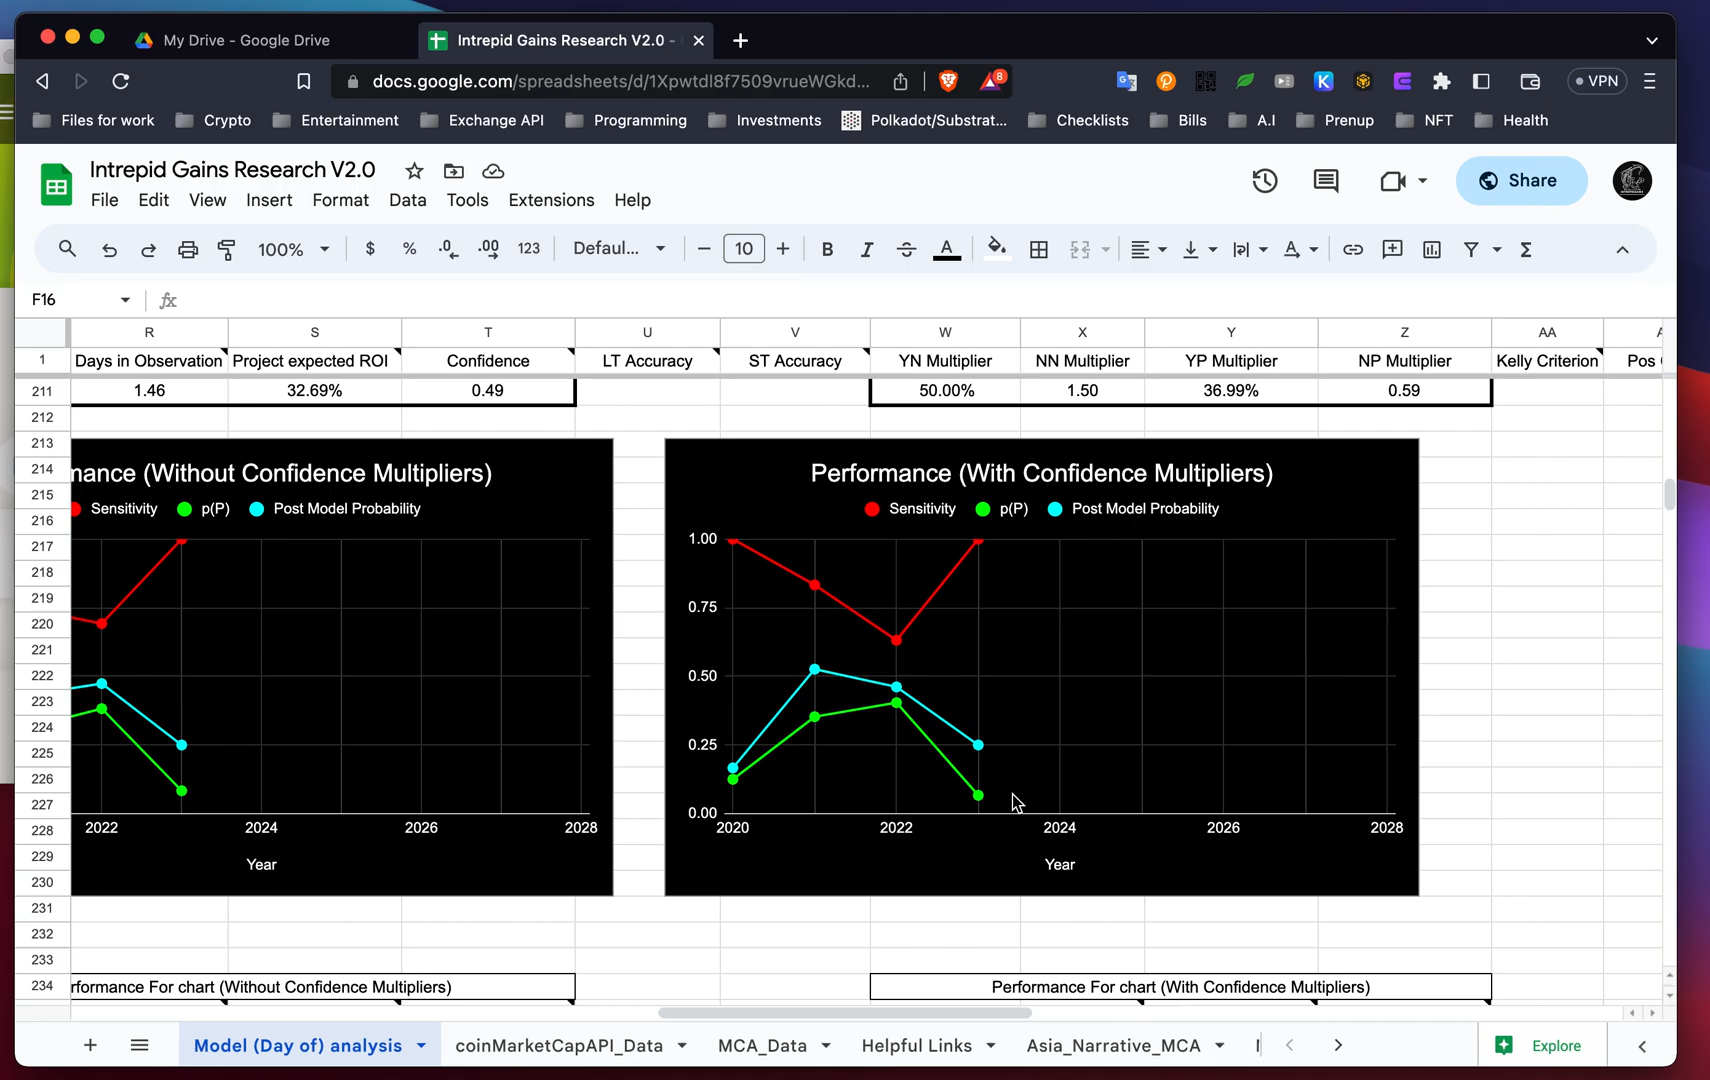 My Drive - Google Drive
Intrepid Gains Research V2.0 -
docs.google.com/spreadsheets/d/1Xpwtdl8f7509vrueWGkd...
8
VPN
Files for work
Crypto
Entertainment
Exchange API
Programming
Investments
Polkadot/Substrat...
Checklists
Bills
A.I
Prenup
NFT
Health
Intrepid Gains Research V2.0
Share
File Edit View Insert Format Data Tools Extensions Help
100% $ % .0 .00 123 Defaul... 10 B I S A Σ
F16 fx
R S T U V W X Y Z AA
1 Days in Observation Project expected ROI Confidence LT Accuracy ST Accuracy YN Multiplier NN Multiplier YP Multiplier NP Multiplier Kelly Criterion Pos
211 1.46 32.69% 0.49 50.00% 1.50 36.99% 0.59
212
213
214
215
216
217
218
219
220
221
222
223
224
225
226
227
228
229
230
231
232
233
234
mance (Without Confidence Multipliers)
Sensitivity p(P) Post Model Probability
2022 2024 2026 2028
Year
Performance (With Confidence Multipliers)
Sensitivity p(P) Post Model Probability
1.00
0.75
0.50
0.25
0.00
2020 2022 2024 2026 2028
Year
rformance For chart (Without Confidence Multipliers)
Performance For chart (With Confidence Multipliers)
Model (Day of) analysis
coinMarketCapAPI_Data
MCA_Data
Helpful Links
Asia_Narrative_MCA
Explore